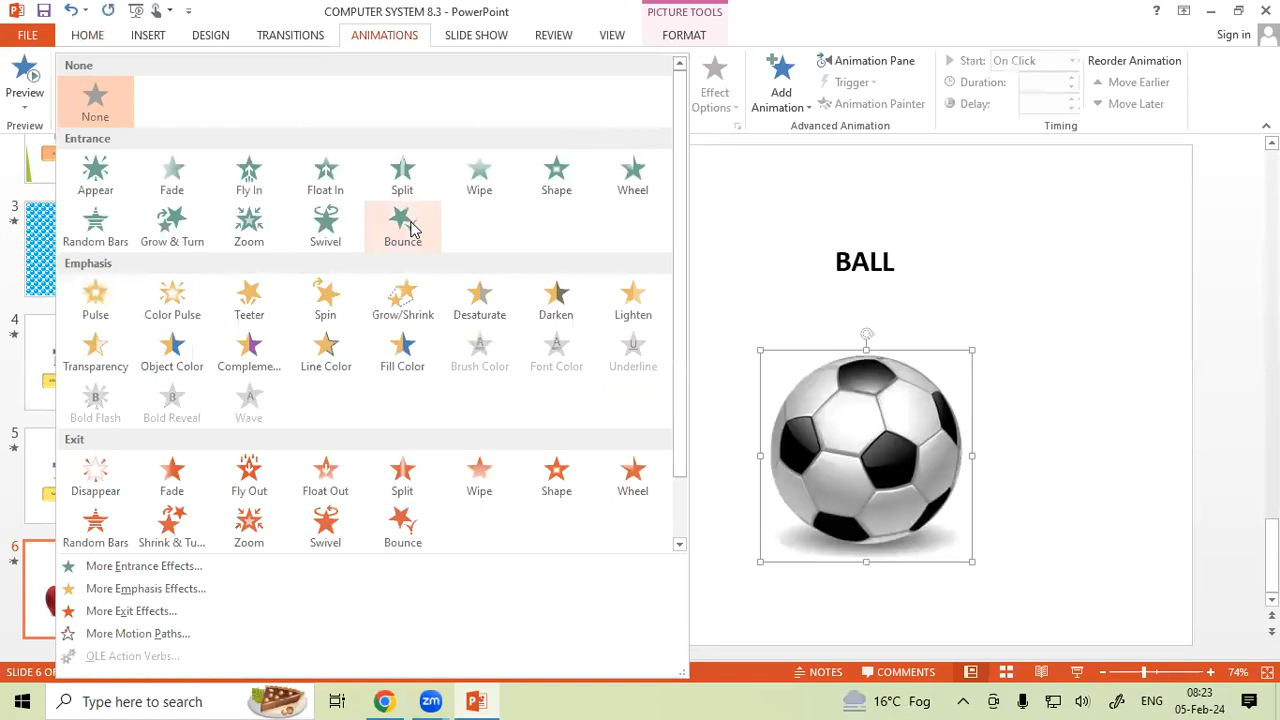 COMPUTER SYSTEM 8.3 - PowerPoint
PICTURE TOOLS
?
FILE
HOME
INSERT
DESIGN
TRANSITIONS
ANIMATIONS
SLIDE SHOW
REVIEW
VIEW
FORMAT
Sign in
Preview
Preview
None
None
Entrance
Appear
Fade
Fly In
Float In
Split
Wipe
Shape
Wheel
Random Bars
Grow & Turn
Zoom
Swivel
Bounce
Emphasis
Pulse
Color Pulse
Teeter
Spin
Grow/Shrink
Desaturate
Darken
Lighten
Transparency
Object Color
Compleme...
Line Color
Fill Color
Brush Color
Font Color
Underline
Bold Flash
Bold Reveal
Wave
Exit
Disappear
Fade
Fly Out
Float Out
Split
Wipe
Shape
Wheel
Random Bars
Shrink & Tu...
Zoom
Swivel
Bounce
More Entrance Effects...
More Emphasis Effects...
More Exit Effects...
More Motion Paths...
OLE Action Verbs...
Effect
Options
Add
Animation
Animation Pane
Trigger
Animation Painter
Advanced Animation
Start: On Click
Duration:
Delay:
Reorder Animation
Move Earlier
Move Later
Timing
3
4
5
6
BALL
SLIDE 6 OF
NOTES
COMMENTS
74%
Type here to search
16°C Fog
ENG
08:23
05-Feb-24